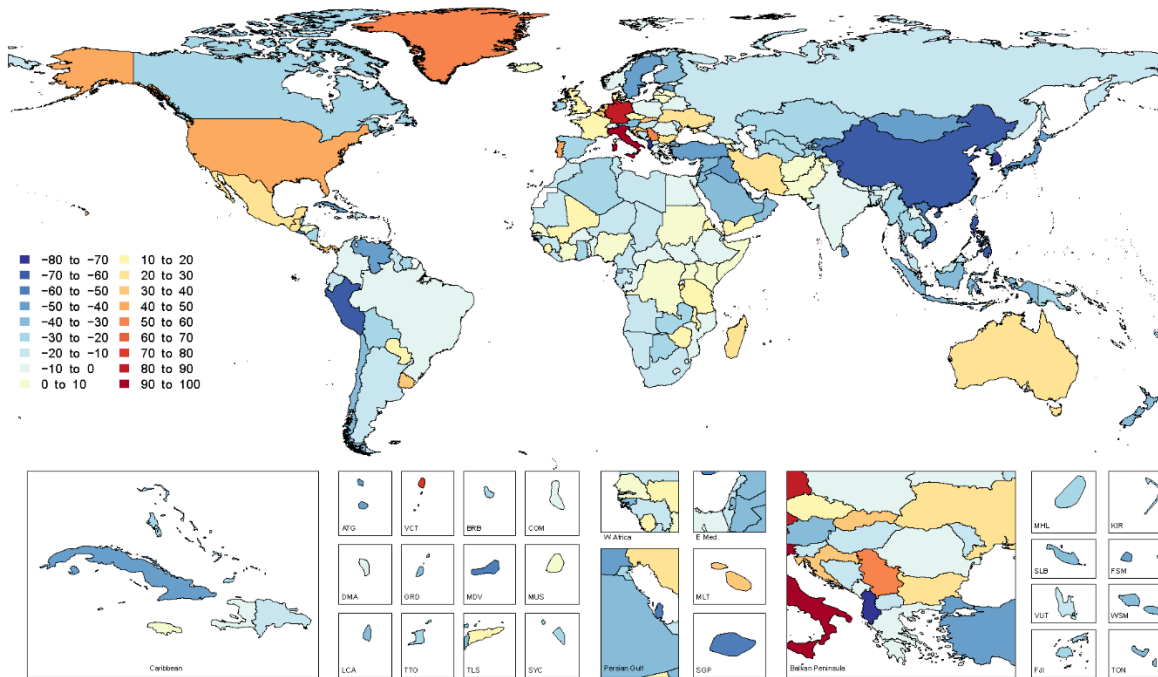 −80 to −70
−70 to −60
−60 to −50
−50 to −40
−40 to −30
−30 to −20
−20 to −10
−10 to 0
0 to 10
10 to 20
20 to 30
30 to 40
40 to 50
50 to 60
60 to 70
70 to 80
80 to 90
90 to 100
Caribbean
ATG
VCT
BRB
COM
DMA
GRD
MDV
MUS
LCA
TTO
TLS
SYC
W Africa
E Med.
Persian Gulf
MLT
SGP
Balkan Peninsula
MHL
KIR
SLB
FSM
VUT
WSM
FJI
TON